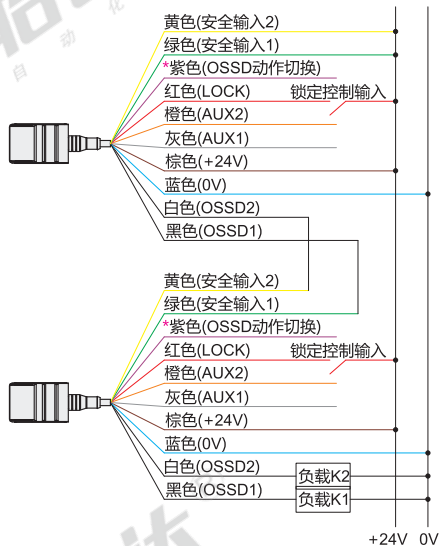 黄色(安全输入2)
绿色(安全输入1)
*紫色(OSSD动作切换)
红色(LOCK) 锁定控制输入
橙色(AUX2)
灰色(AUX1)
棕色(+24V)
蓝色(0V)
白色(OSSD2)
黑色(OSSD1)
黄色(安全输入2)
绿色(安全输入1)
*紫色(OSSD动作切换)
红色(LOCK) 锁定控制输入
橙色(AUX2)
灰色(AUX1)
棕色(+24V)
蓝色(0V)
白色(OSSD2) 负载K2
黑色(OSSD1) 负载K1
+24V 0V
自动化